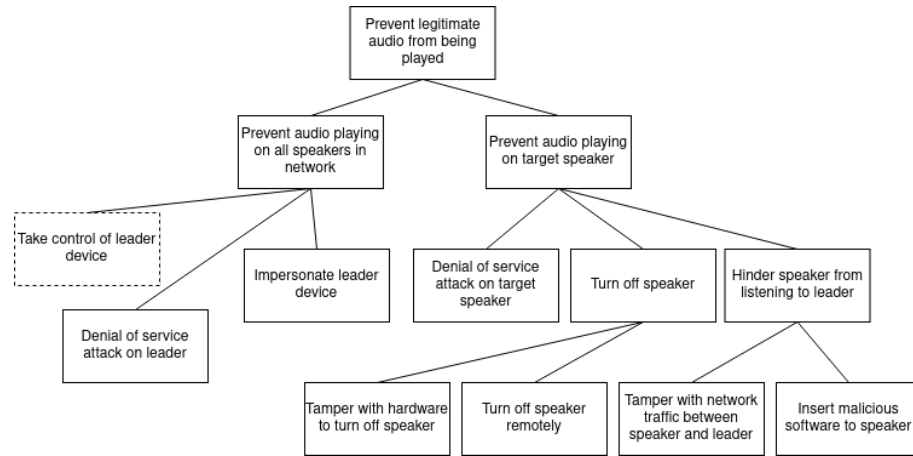 Prevent legitimate
audio from being
played
Prevent audio playing
on all speakers in
network
Prevent audio playing
on target speaker
Take control of leader
device
Denial of service
attack on leader
Impersonate leader
device
Denial of service
attack on target
speaker
Turn off speaker
Hinder speaker from
listening to leader
Tamper with hardware
to turn off speaker
Turn off speaker
remotely
Tamper with network
traffic between
speaker and leader
Insert malicious
software to speaker